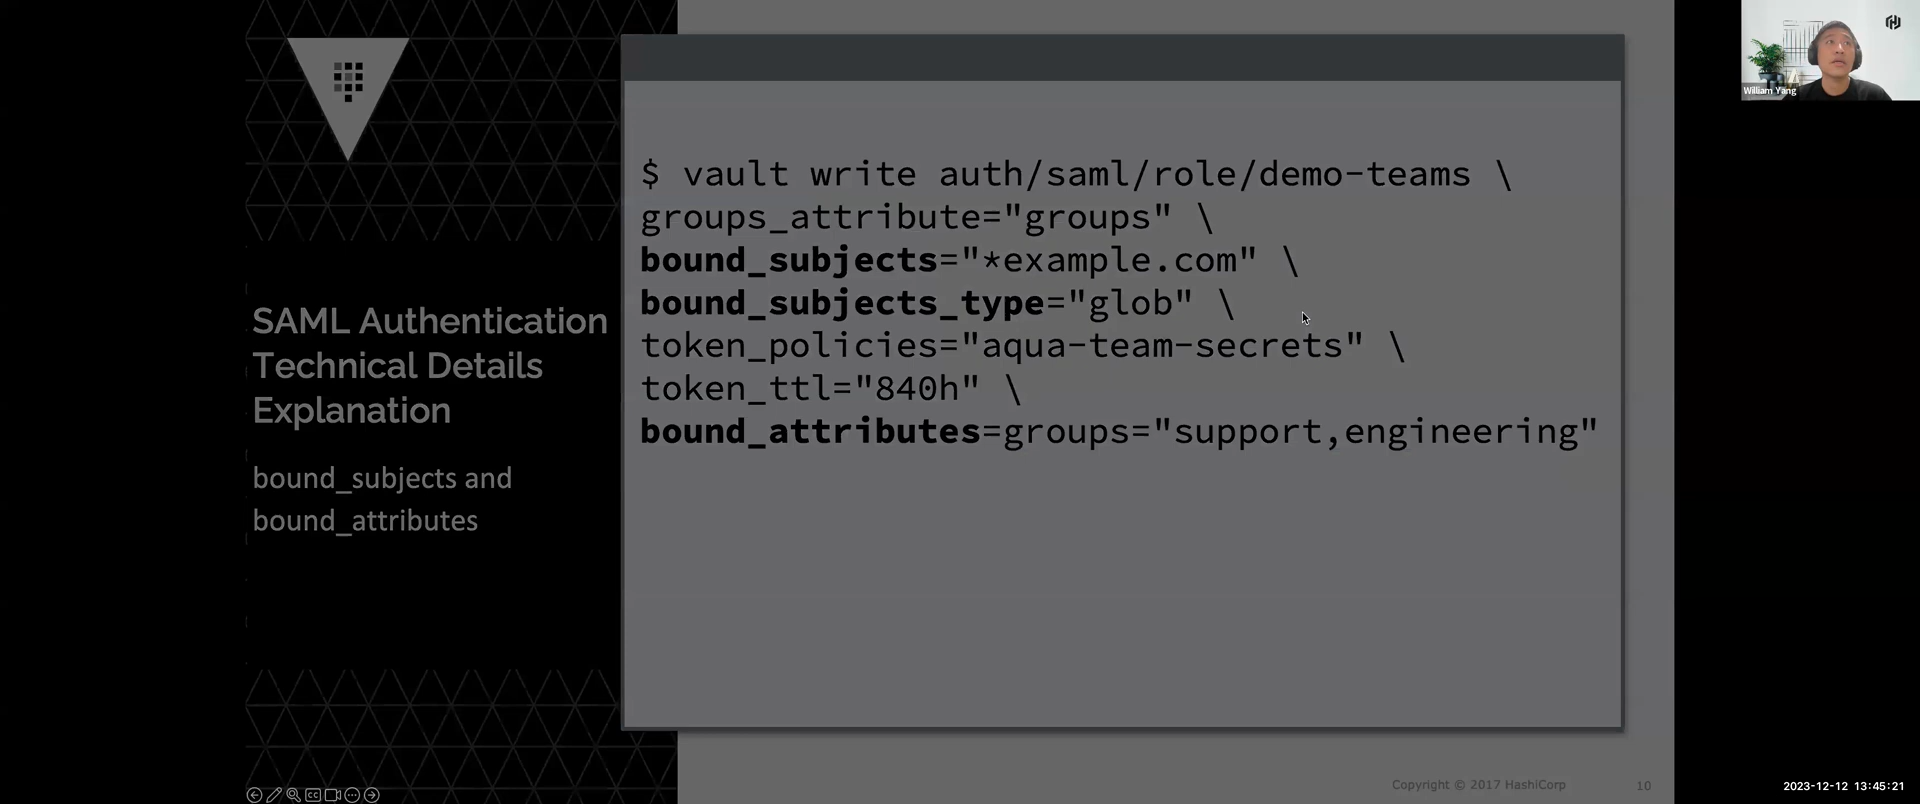 SAML Authentication
Technical Details
Explanation
bound_subjects and
bound_attributes
$ vault write auth/saml/role/demo-teams \
groups_attribute="groups" \
bound_subjects="*example.com" \
bound_subjects_type="glob" \
token_policies="aqua-team-secrets" \
token_ttl="840h" \
bound_attributes=groups="support,engineering"
Copyright © 2017 HashiCorp
10
William Yang
2023-12-12 13:45:21